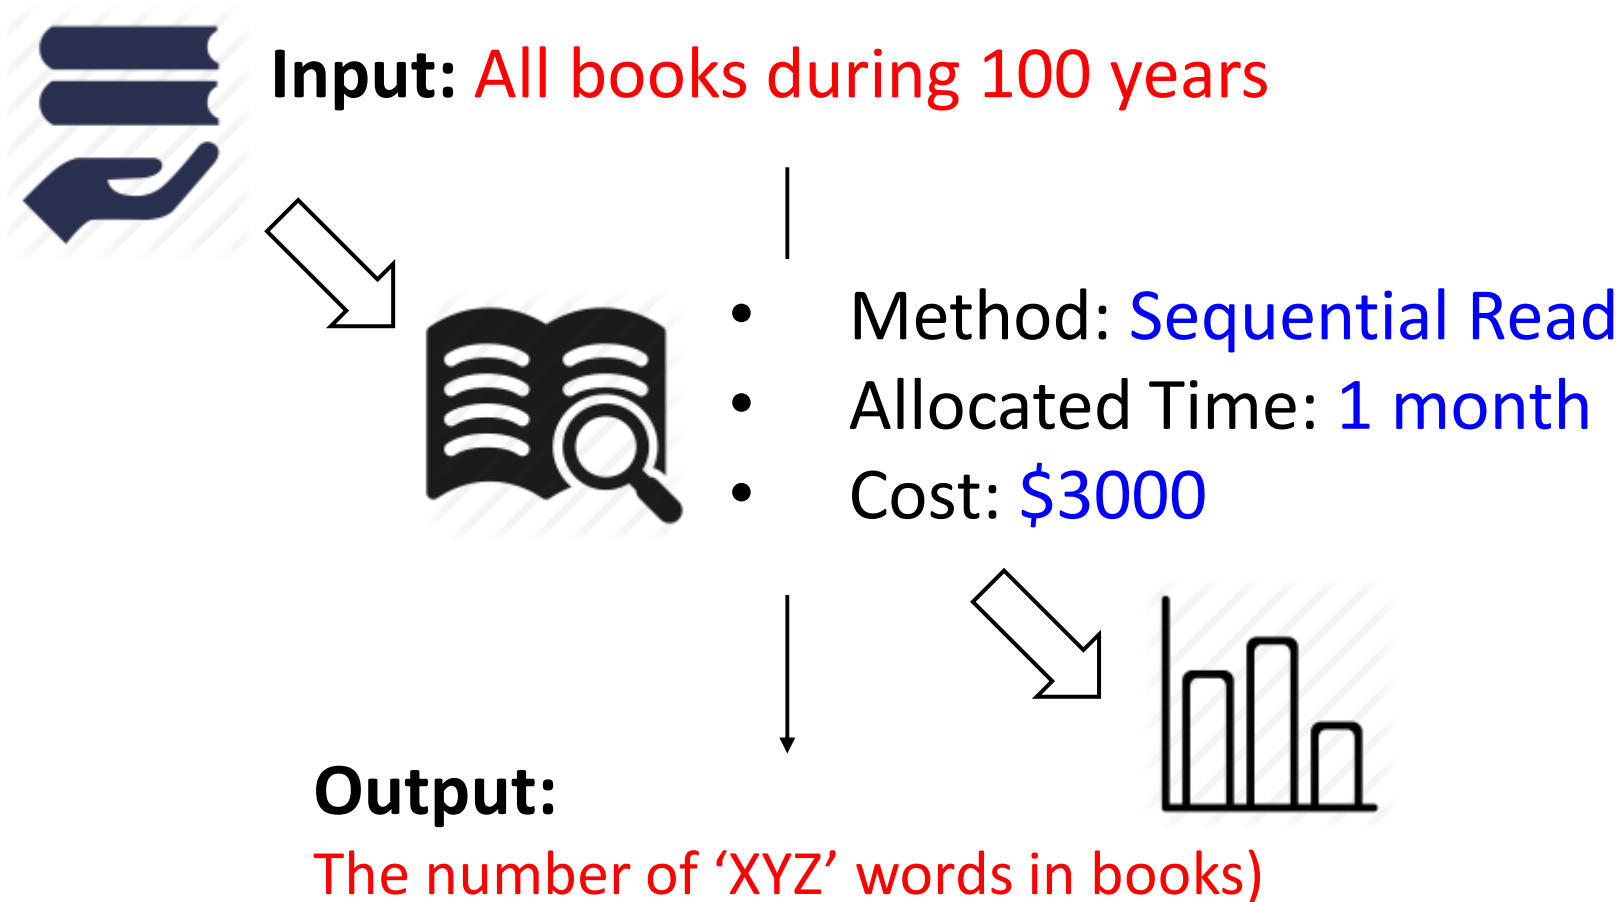 Input: All books during 100 years
• Method: Sequential Read
• Allocated Time: 1 month
• Cost: $3000
Output:
The number of ‘XYZ’ words in books)